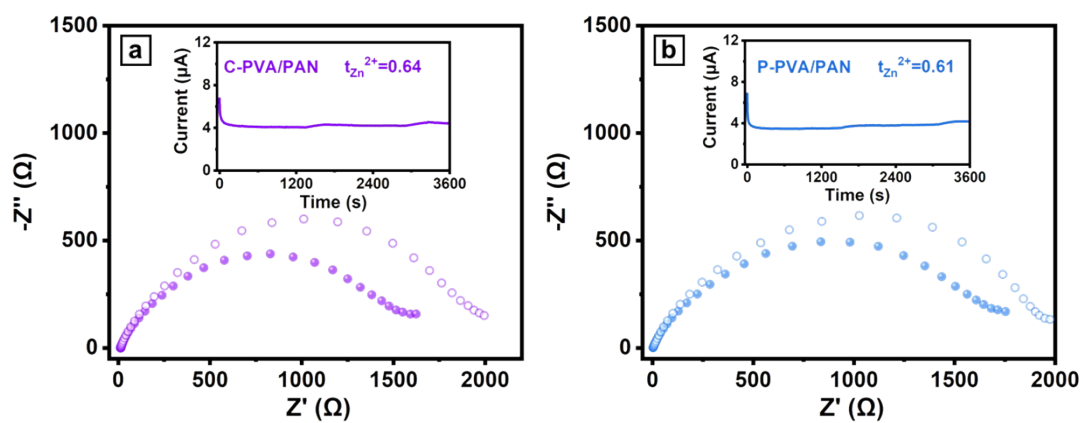 a
1500
1000
500
0
-Z" (Ω)
0 500 1000 1500 2000
Z' (Ω)
12
8
4
0
Current (µA)
C-PVA/PAN tZn2+=0.64
0 1200 2400 3600
Time (s)
b
1500
1000
500
0
-Z" (Ω)
0 500 1000 1500 2000
Z' (Ω)
12
8
4
0
Current (µA)
P-PVA/PAN tZn2+=0.61
0 1200 2400 3600
Time (s)